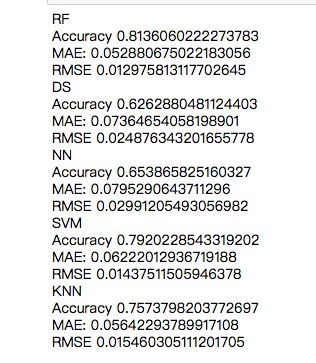 RF
Accuracy 0.8136060222273783
MAE: 0.052880675022183056
RMSE 0.012975813117702645
DS
Accuracy 0.6262880481124403
MAE: 0.07364654058198901
RMSE 0.024876343201655778
NN
Accuracy 0.653865825160327
MAE: 0.0795290643711296
RMSE 0.02991205493056982
SVM
Accuracy 0.7920228543319202
MAE: 0.06222012936719188
RMSE 0.01437511505946378
KNN
Accuracy 0.7573798203772697
MAE: 0.05642293789917108
RMSE 0.015460305111201705